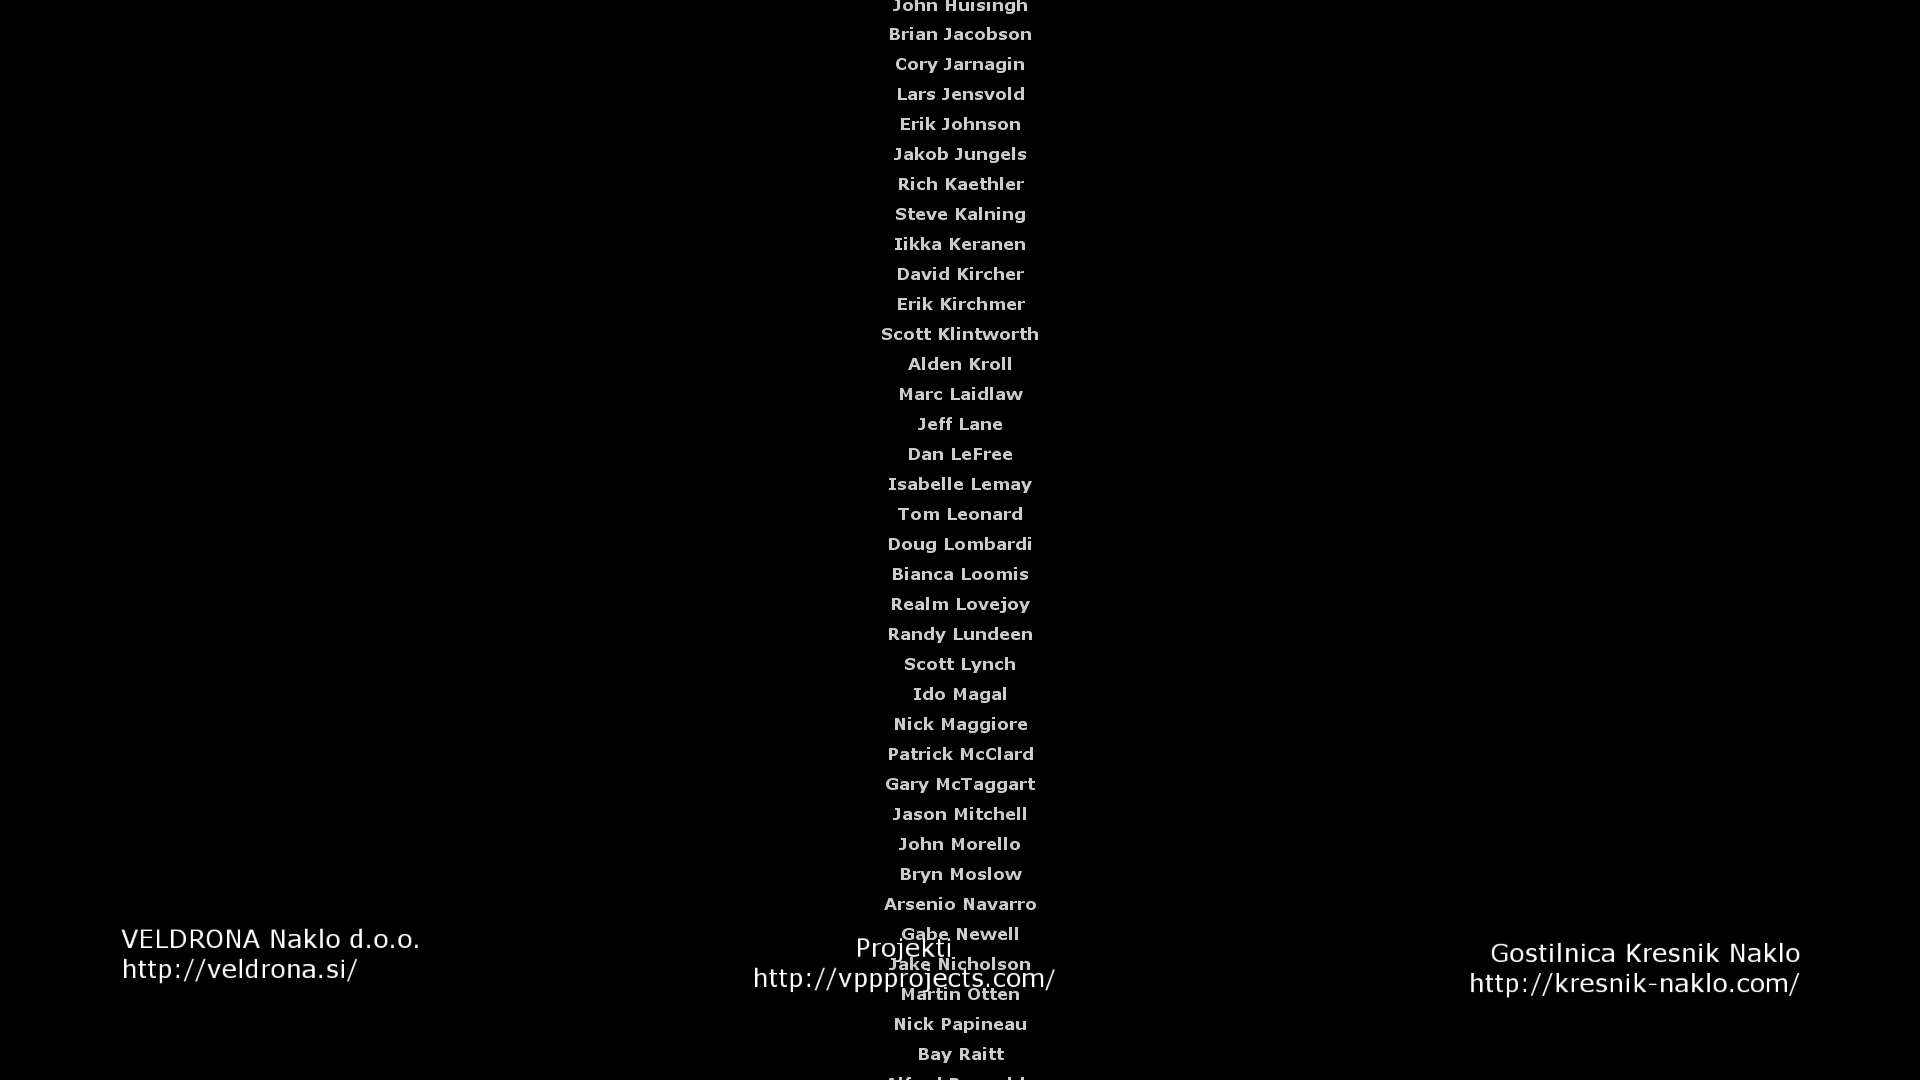 John Huisingh
Brian Jacobson
Cory Jarnagin
Lars Jensvold
Erik Johnson
Jakob Jungels
Rich Kaethler
Steve Kalning
Iikka Keranen
David Kircher
Erik Kirchmer
Scott Klintworth
Alden Kroll
Marc Laidlaw
Jeff Lane
Dan LeFree
Isabelle Lemay
Tom Leonard
Doug Lombardi
Bianca Loomis
Realm Lovejoy
Randy Lundeen
Scott Lynch
Ido Magal
Nick Maggiore
Patrick McClard
Gary McTaggart
Jason Mitchell
John Morello
Bryn Moslow
Arsenio Navarro
Gabe Newell
Jake Nicholson
Martin Otten
Nick Papineau
Bay Raitt
VELDRONA Naklo d.o.o.
http://veldrona.si/
Projekti
http://vppprojects.com/
Gostilnica Kresnik Naklo
http://kresnik-naklo.com/